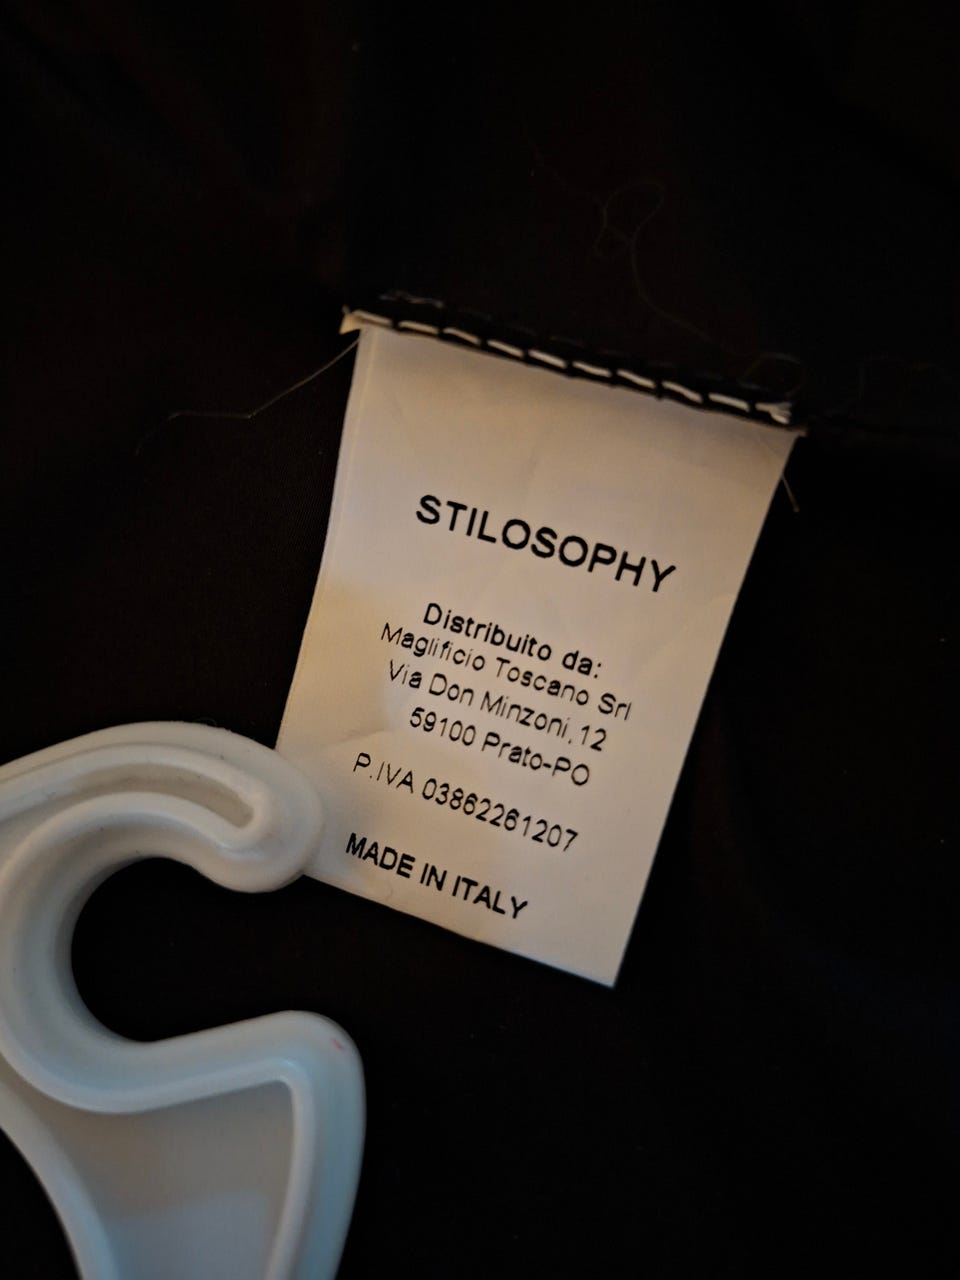 STILOSOPHY
Distribuito da:
Maglificio Toscano Srl
Via Don Minzoni, 12
59100 Prato-PO
P.IVA 03862261207
MADE IN ITALY